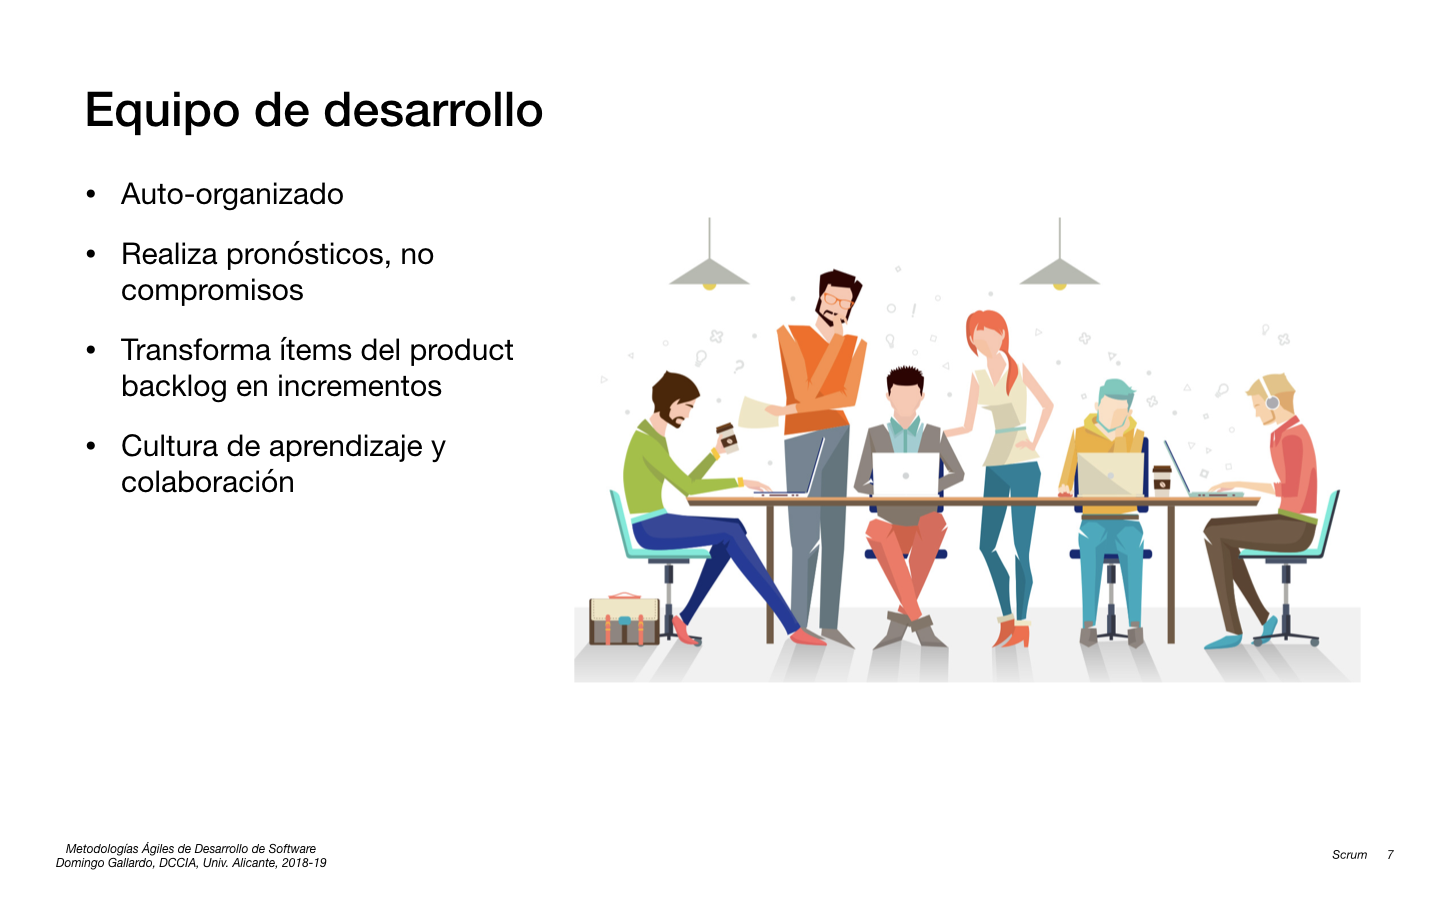 Equipo de desarrollo
• Auto-organizado
• Realiza pronósticos, no
compromisos
• Transforma ítems del product
backlog en incrementos
• Cultura de aprendizaje y
colaboración
Metodologías Ágiles de Desarrollo de Software
Domingo Gallardo, DCCIA, Univ. Alicante, 2018-19
Scrum 7